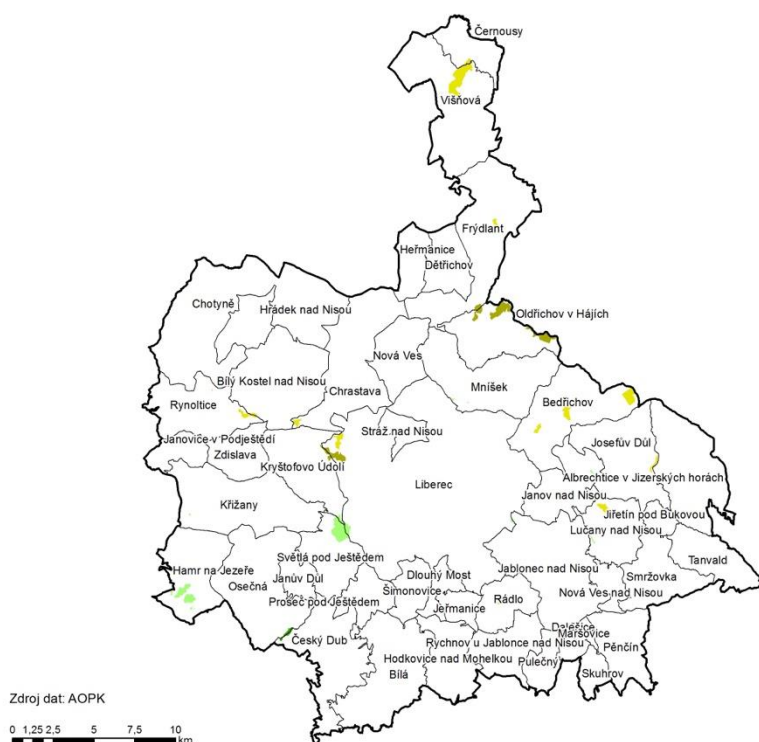 Černousy
Višňová
Frýdlant
Heřmanice
Dětřichov
Chotyně
Hrádek nad Nisou
Oldřichov v Hájích
Nová Ves
Bílý Kostel nad Nisou
Chrastava
Mníšek
Rynoltice
Bedřichov
Stráž nad Nisou
Janovice v Podještědí
Zdislava
Josefův Důl
Kryštofovo Údolí
Liberec
Albrechtice v Jizerských horách
Janov nad Nisou
Křižany
Jiřetín pod Bukovou
Lučany nad Nisou
Světlá pod Ještědem
Tanvald
Hamr na Jezeře
Osečná
Janův Důl
Dlouhý Most
Jablonec nad Nisou
Smržovka
Šimonovice
Nová Ves nad Nisou
Prosec pod Ještědem
Jeřmanice
Rádlo
Dalešice
Maršovice
Český Dub
Rychnov u Jablonce nad Nisou
Pěnčín
Hodkovice nad Mohelkou
Pulečný
Bílá
Skuhrov
Zdroj dat: AOPK
0 1,25 2,5 5 7,5 10
km